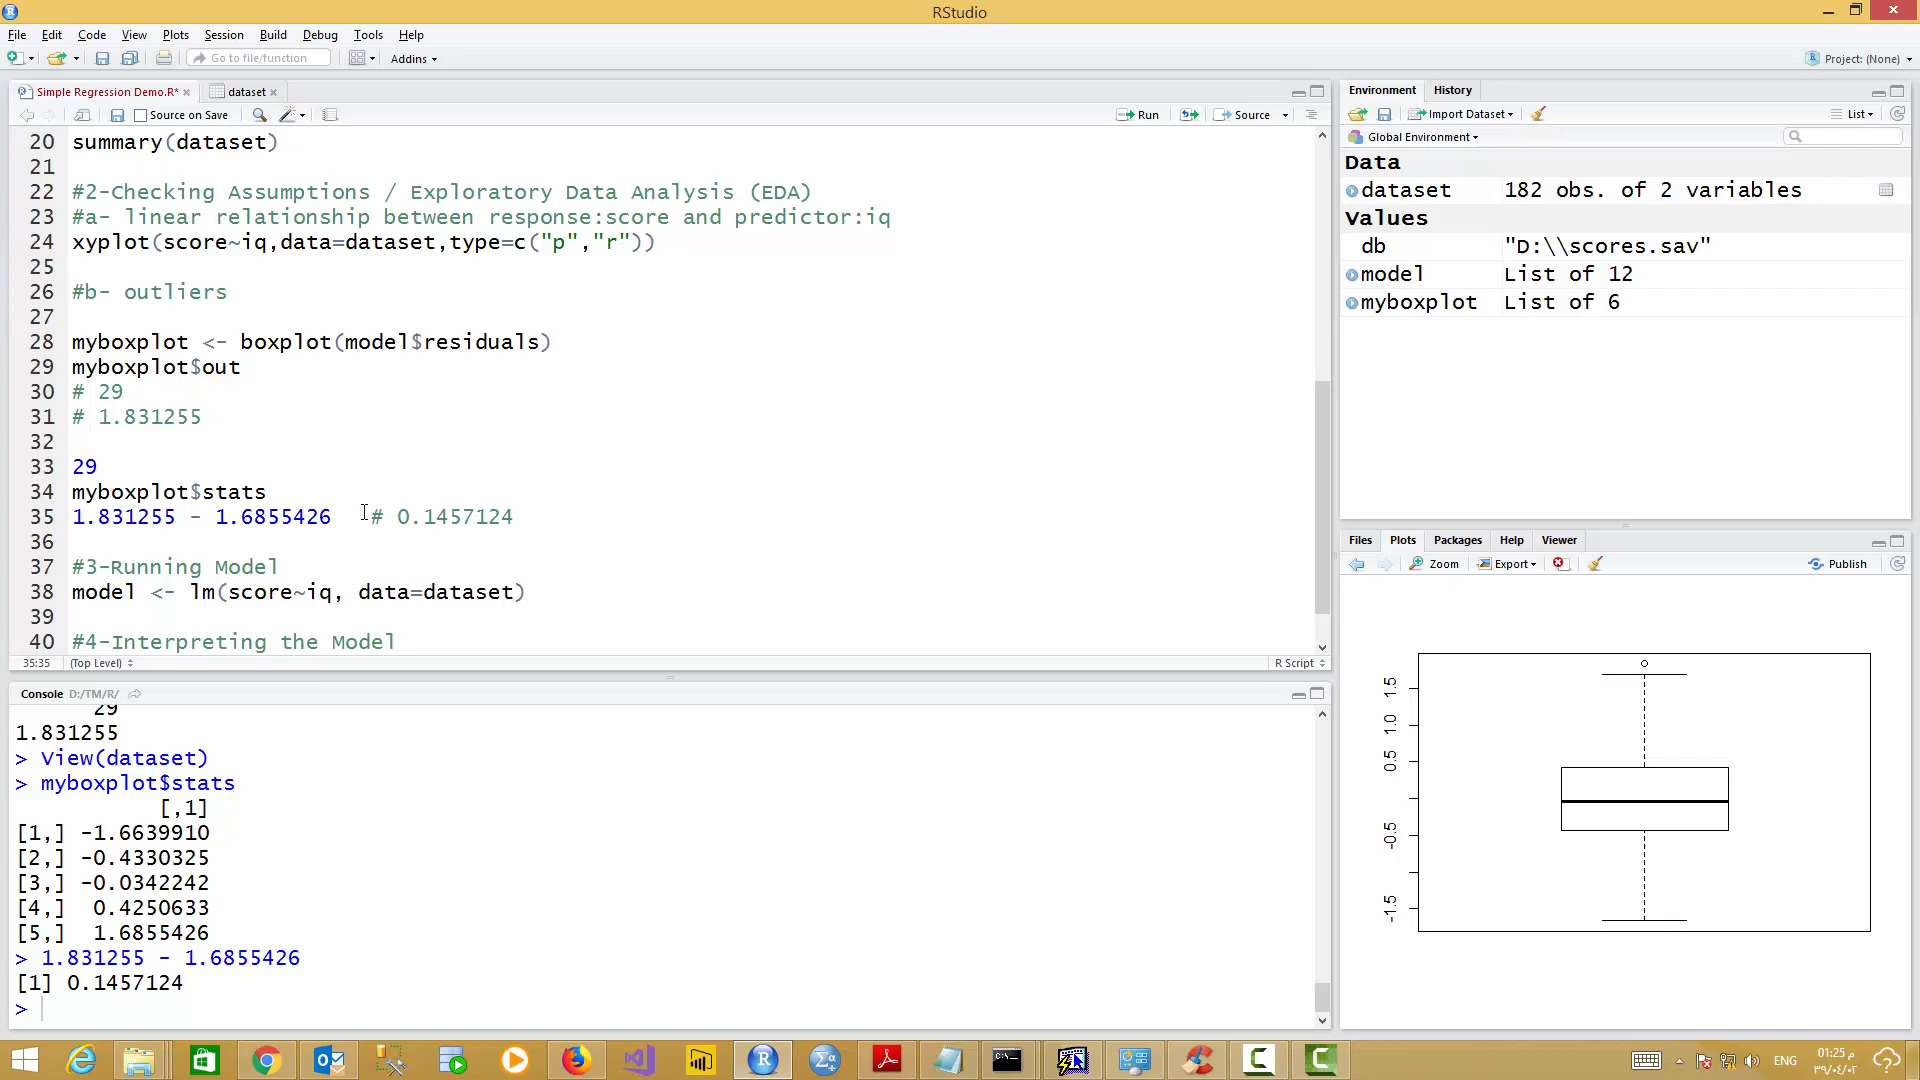 RStudio
File Edit Code View Plots Session Build Debug Tools Help
Go to file/function Addins Project: (None)
Simple Regression Demo.R* dataset
Source on Save Run Source
20 summary(dataset)
21
22 #2-Checking Assumptions / Exploratory Data Analysis (EDA)
23 #a- linear relationship between response:score and predictor:iq
24 xyplot(score~iq,data=dataset,type=c("p","r"))
25
26 #b- outliers
27
28 myboxplot <- boxplot(model$residuals)
29 myboxplot$out
30 # 29
31 # 1.831255
32
33 29
34 myboxplot$stats
35 1.831255 - 1.6855426 # 0.1457124
36
37 #3-Running Model
38 model <- lm(score~iq, data=dataset)
39
40 #4-Interpreting the Model
35:35 (Top Level) R Script
Console D:/TM/R/
29
1.831255
> View(dataset)
> myboxplot$stats
[,1]
[1,] -1.6639910
[2,] -0.4330325
[3,] -0.0342242
[4,] 0.4250633
[5,] 1.6855426
> 1.831255 - 1.6855426
[1] 0.1457124
>
Environment History
Import Dataset List
Global Environment
Data
dataset 182 obs. of 2 variables
Values
db "D:\\scores.sav"
model List of 12
myboxplot List of 6
Files Plots Packages Help Viewer
Zoom Export Publish
1.5
1.0
0.5
-0.5
-1.5
ENG
01:25 م
٣٩/٠٤/٠٢